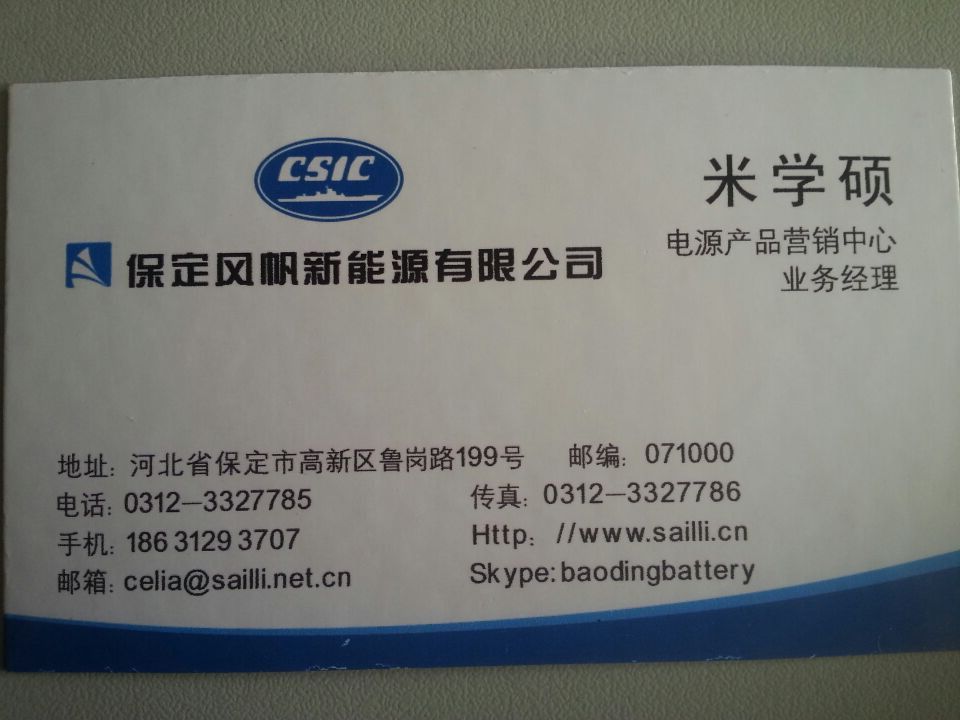 CSIC
保定风帆新能源有限公司
米学硕
电源产品营销中心
业务经理
地址: 河北省保定市高新区鲁岗路199号 邮编: 071000
电话: 0312—3327785 传真: 0312—3327786
手机: 186 3129 3707 Http: //www.sailli.cn
邮箱: celia@sailli.net.cn Skype: baodingbattery